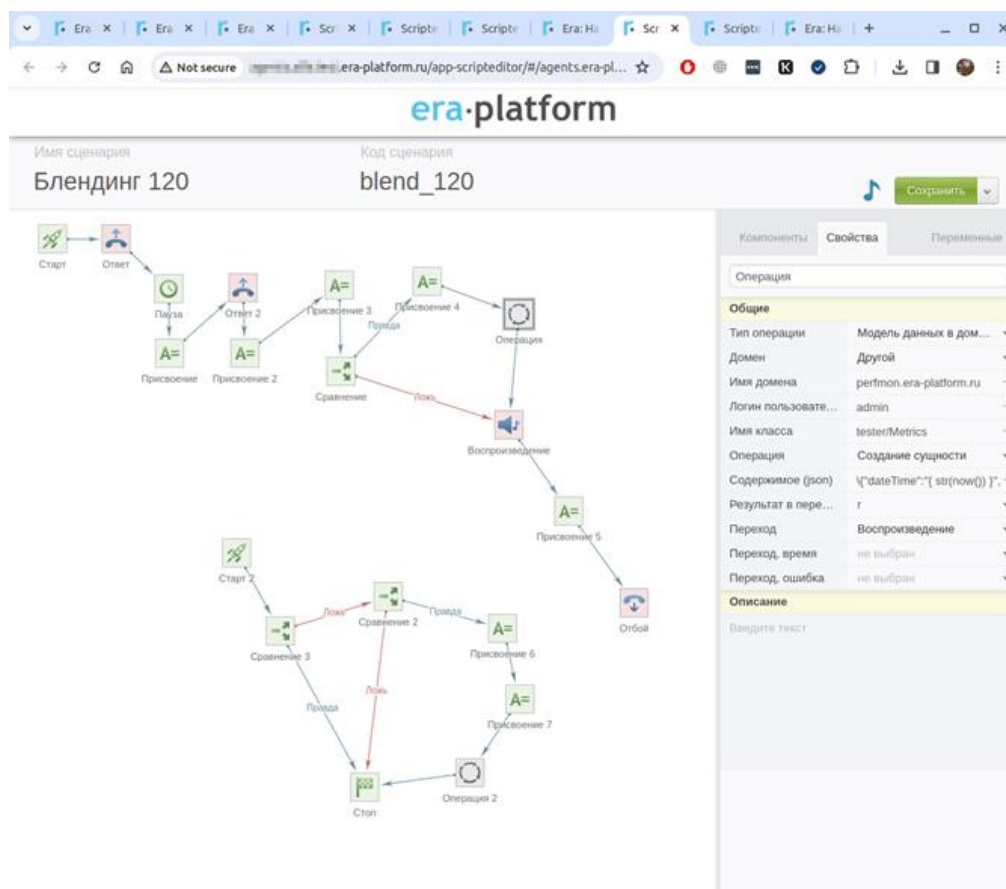 Era
Era
Era
Scr
Scripte
Scripte
Era: Ha
Scr
Scripte
Era: Ha
Not secure
.era-platform.ru/app-scripteditor/#/agents.era-pl...
era·platform
Имя сценария
Код сценария
Блендинг 120
blend_120
Сохранить
Компоненты
Свойства
Переменные
Старт
Ответ
Пауза
Ответ 2
Присвоение 3
Присвоение 4
Правда
Операция
Присвоение
Присвоение 2
Сравнение
Ложь
Воспроизведение
Присвоение 5
Отбой
Старт 2
Сравнение 3
Ложь
Сравнение 2
Правда
Присвоение 6
Ложь
Правда
Присвоение 7
Операция 2
Стоп
Операция
Общие
Тип операции Модель данных в дом...
Домен Другой
Имя домена perfmon.era-platform.ru
Логин пользовате... admin
Имя класса tester/Metrics
Операция Создание сущности
Содержимое (json) \{"dateTime":"{ str(now()) }",
Результат в пере... r
Переход Воспроизведение
Переход, время не выбран
Переход, ошибка не выбран
Описание
Введите текст